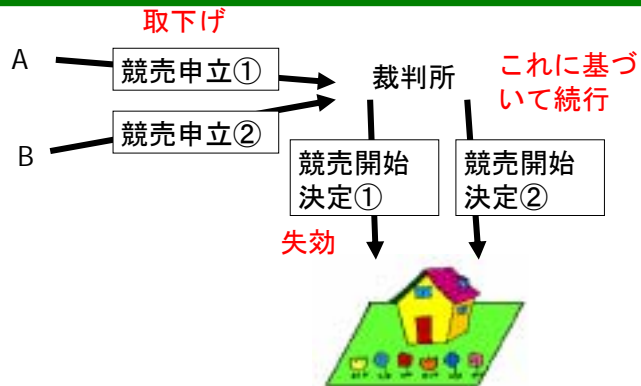 取下げ
A
競売申立①
裁判所
これに基づ
いて続行
競売申立②
B
競売開始
決定①
競売開始
決定②
失効